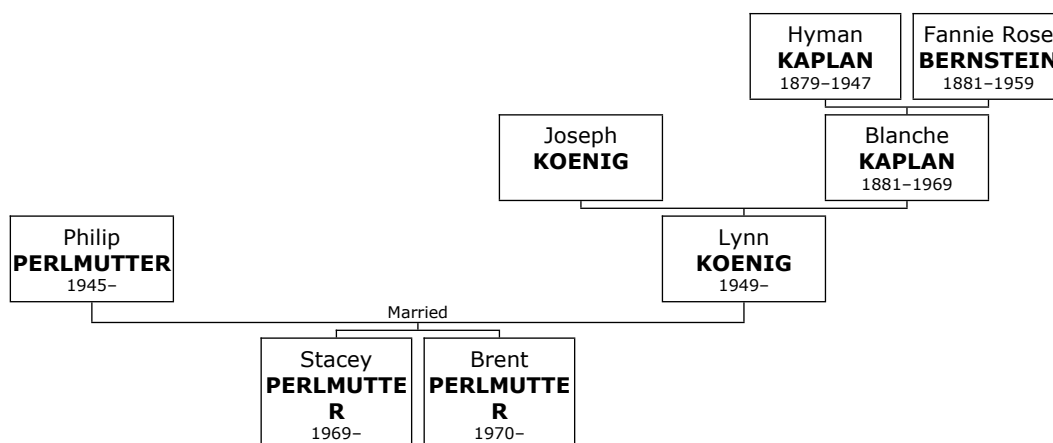 Hyman
KAPLAN
1879–1947
Fannie Rose
BERNSTEIN
1881–1959
Joseph
KOENIG
Blanche
KAPLAN
1881–1969
Philip
PERLMUTTER
1945–
Lynn
KOENIG
1949–
Married
Stacey
PERLMUTTE
R
1969–
Brent
PERLMUTTE
R
1970–